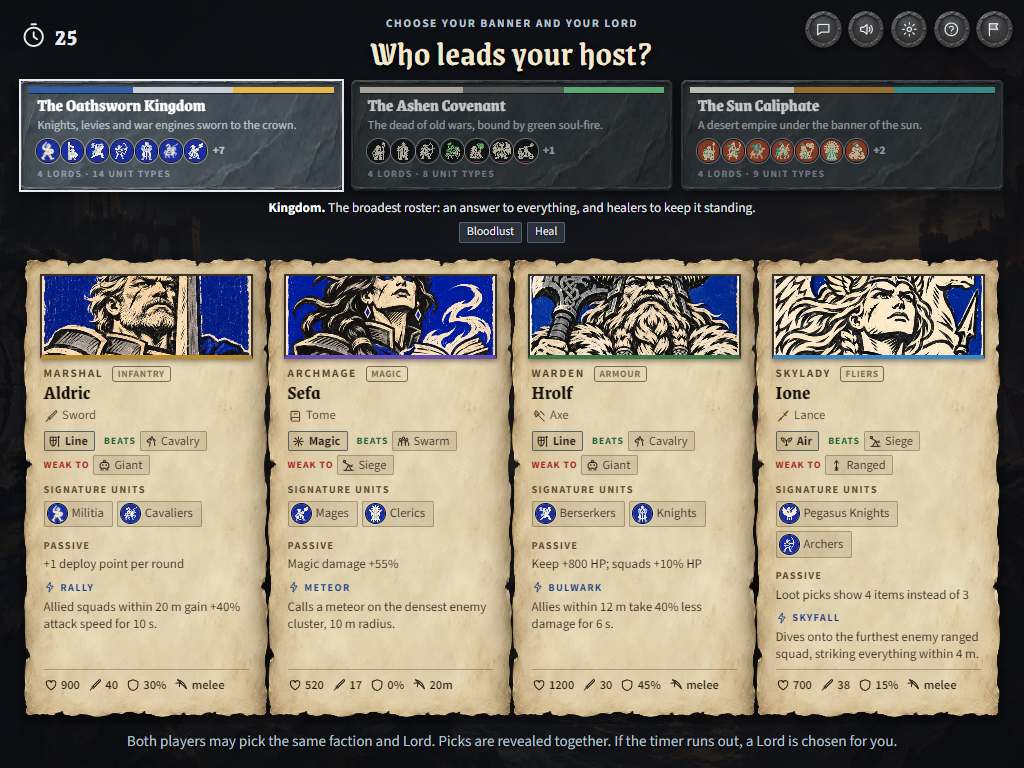 25
CHOOSE YOUR BANNER AND YOUR LORD
Who leads your host?
The Oathsworn Kingdom
Knights, levies and war engines sworn to the crown.
+7
4 LORDS · 14 UNIT TYPES
The Ashen Covenant
The dead of old wars, bound by green soul-fire.
+1
4 LORDS · 8 UNIT TYPES
The Sun Caliphate
A desert empire under the banner of the sun.
+2
4 LORDS · 9 UNIT TYPES
Kingdom. The broadest roster: an answer to everything, and healers to keep it standing.
Bloodlust Heal
MARSHAL INFANTRY
Aldric
Sword
Line BEATS Cavalry
WEAK TO Giant
SIGNATURE UNITS
Militia Cavaliers
PASSIVE
+1 deploy point per round
RALLY
Allied squads within 20 m gain +40%
attack speed for 10 s.
900 40 30% melee
ARCHMAGE MAGIC
Sefa
Tome
Magic BEATS Swarm
WEAK TO Siege
SIGNATURE UNITS
Mages Clerics
PASSIVE
Magic damage +55%
METEOR
Calls a meteor on the densest enemy
cluster, 10 m radius.
520 17 0% 20m
WARDEN ARMOUR
Hrolf
Axe
Line BEATS Cavalry
WEAK TO Giant
SIGNATURE UNITS
Berserkers Knights
PASSIVE
Keep +800 HP; squads +10% HP
BULWARK
Allies within 12 m take 40% less
damage for 6 s.
1200 30 45% melee
SKYLADY FLIERS
Ione
Lance
Air BEATS Siege
WEAK TO Ranged
SIGNATURE UNITS
Pegasus Knights
Archers
PASSIVE
Loot picks show 4 items instead of 3
SKYFALL
Dives onto the furthest enemy ranged
squad, striking everything within 4 m.
700 38 15% melee
Both players may pick the same faction and Lord. Picks are revealed together. If the timer runs out, a Lord is chosen for you.